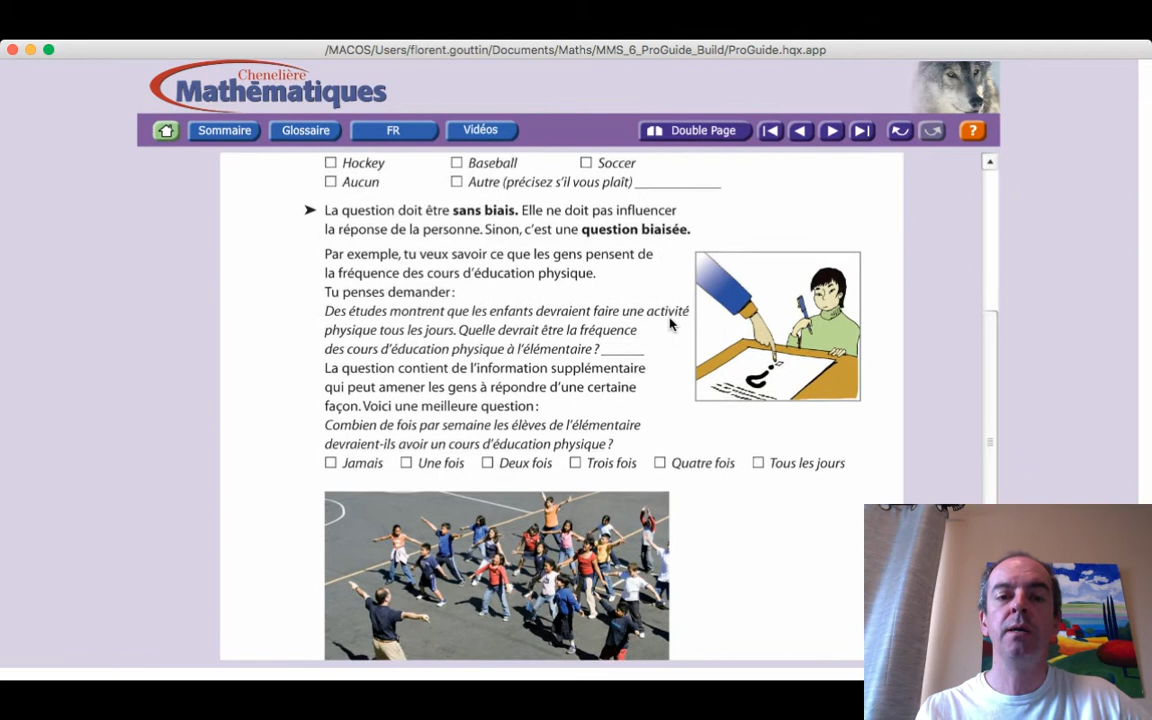 /MACOS/Users/florent.gouttin/Documents/Maths/MMS_6_ProGuide_Build/ProGuide.hqx.app
Chenelière
Mathēmatiques
Sommaire Glossaire FR Vidéos Double Page ?
Hockey Baseball Soccer
Aucun Autre (précisez s'il vous plaît)
➤ La question doit être sans biais. Elle ne doit pas influencer
la réponse de la personne. Sinon, c'est une question biaisée.
Par exemple, tu veux savoir ce que les gens pensent de
la fréquence des cours d'éducation physique.
Tu penses demander :
Des études montrent que les enfants devraient faire une activité
physique tous les jours. Quelle devrait être la fréquence
des cours d'éducation physique à l'élémentaire ?
La question contient de l'information supplémentaire
qui peut amener les gens à répondre d'une certaine
façon. Voici une meilleure question :
Combien de fois par semaine les élèves de l'élémentaire
devraient-ils avoir un cours d'éducation physique ?
Jamais Une fois Deux fois Trois fois Quatre fois Tous les jours